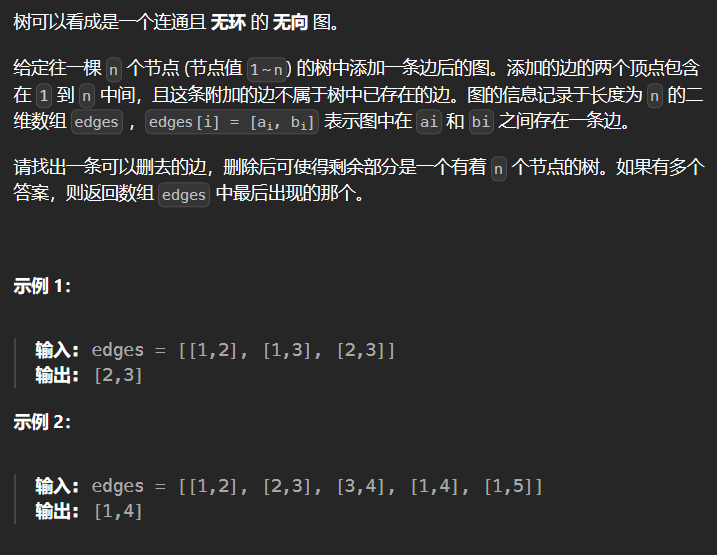 树可以看成是一个连通且 无环 的 无向 图。
给定往一棵 n 个节点 (节点值 1～n) 的树中添加一条边后的图。添加的边的两个顶点包含
在 1 到 n 中间，且这条附加的边不属于树中已存在的边。图的信息记录于长度为 n 的二
维数组 edges ，edges[i] = [ai, bi] 表示图中在 ai 和 bi 之间存在一条边。
请找出一条可以删去的边，删除后可使得剩余部分是一个有着 n 个节点的树。如果有多个
答案，则返回数组 edges 中最后出现的那个。
示例 1：
输入: edges = [[1,2], [1,3], [2,3]]
输出: [2,3]
示例 2：
输入: edges = [[1,2], [2,3], [3,4], [1,4], [1,5]]
输出: [1,4]